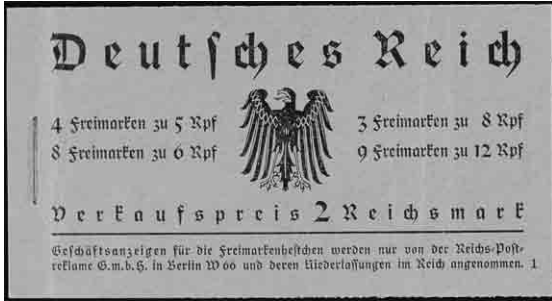 Deutsches Reich
4 Freimarken zu 5 Rpf
3 Freimarken zu 8 Rpf
8 Freimarken zu 6 Rpf
9 Freimarken zu 12 Rpf
Verkaufspreis 2 Reichsmark
Geschäftsanzeigen für die Freimarkenheftchen werden nur von der Reichs-Post-
reklame G.m.b.H. in Berlin W 66 und deren Niederlassungen im Reich angenommen. 1